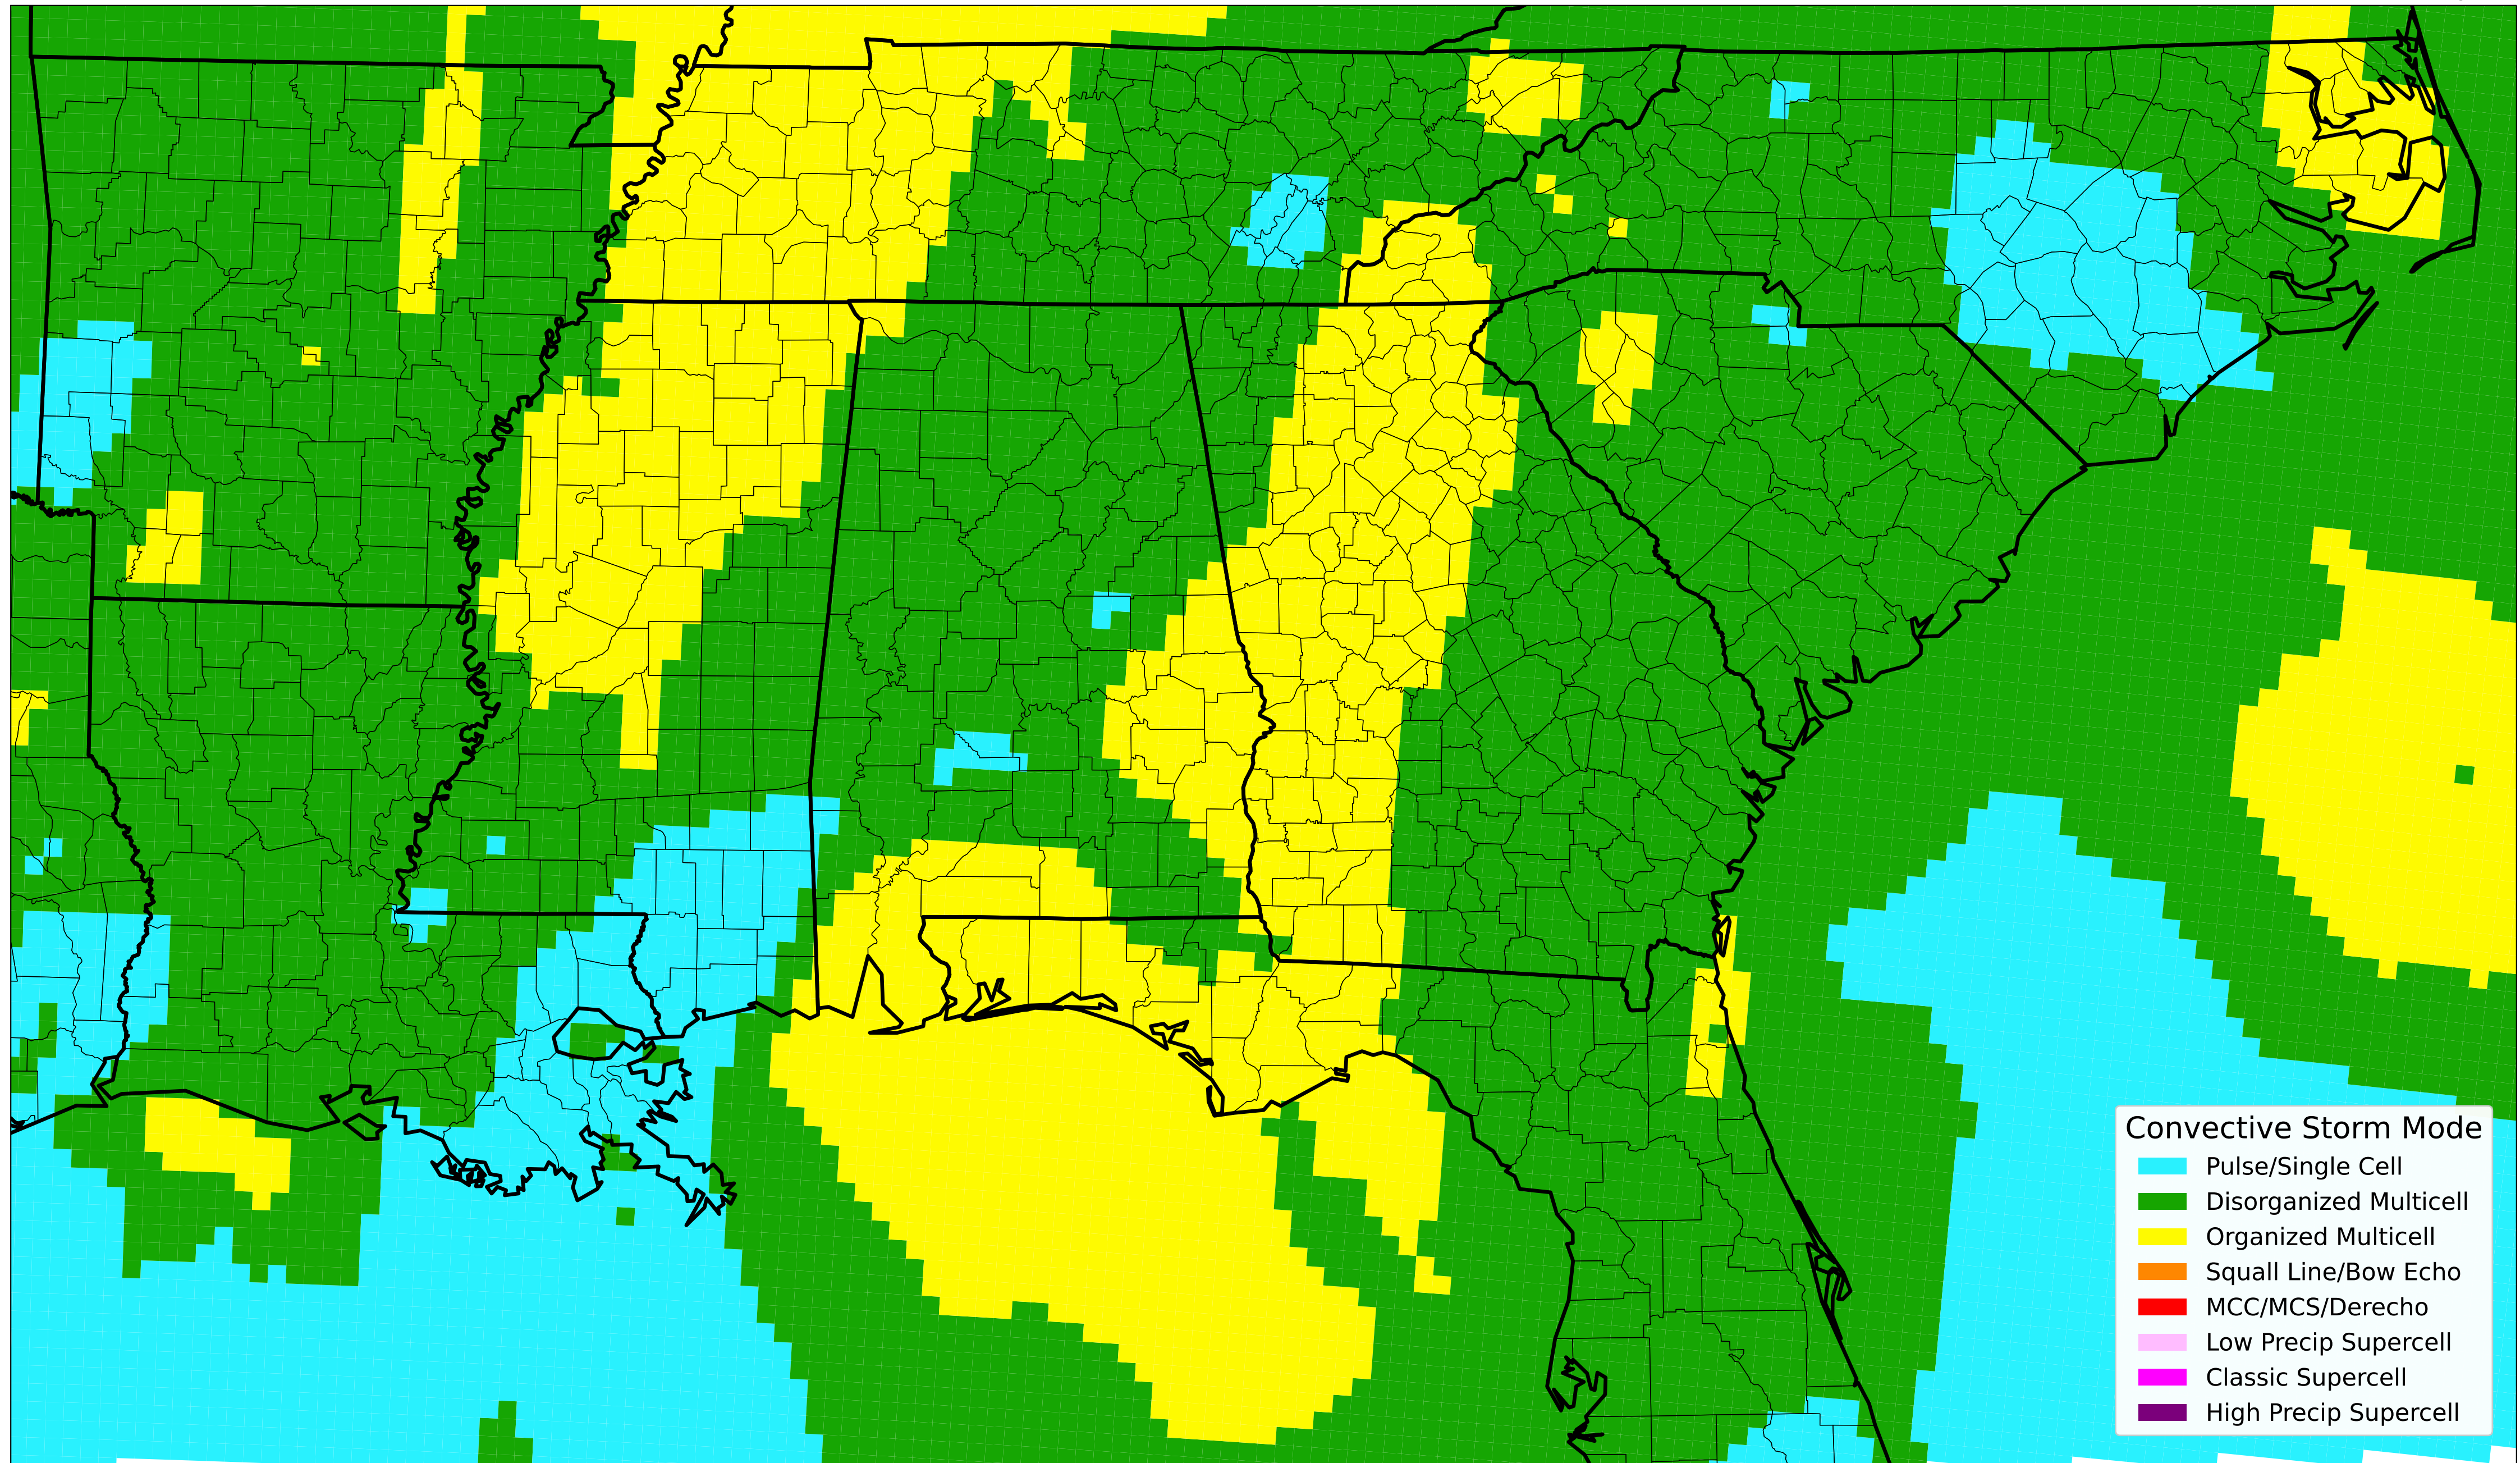 Convective Storm Mode
Pulse/Single Cell
Disorganized Multicell
Organized Multicell
Squall Line/Bow Echo
MCC/MCS/Derecho
Low Precip Supercell
Classic Supercell
High Precip Supercell